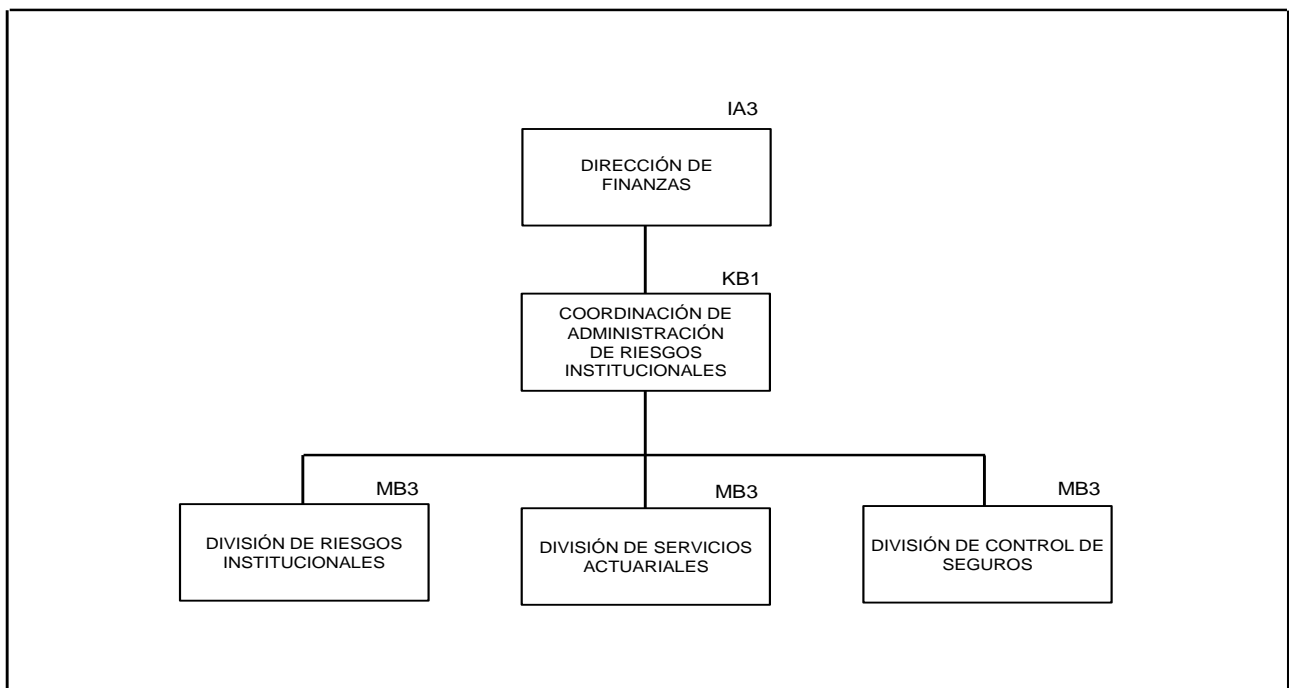 IA3
DIRECCIÓN DE
FINANZAS
KB1
COORDINACIÓN DE
ADMINISTRACIÓN
DE RIESGOS
INSTITUCIONALES
MB3
DIVISIÓN DE RIESGOS
INSTITUCIONALES
MB3
DIVISIÓN DE SERVICIOS
ACTUARIALES
MB3
DIVISIÓN DE CONTROL DE
SEGUROS